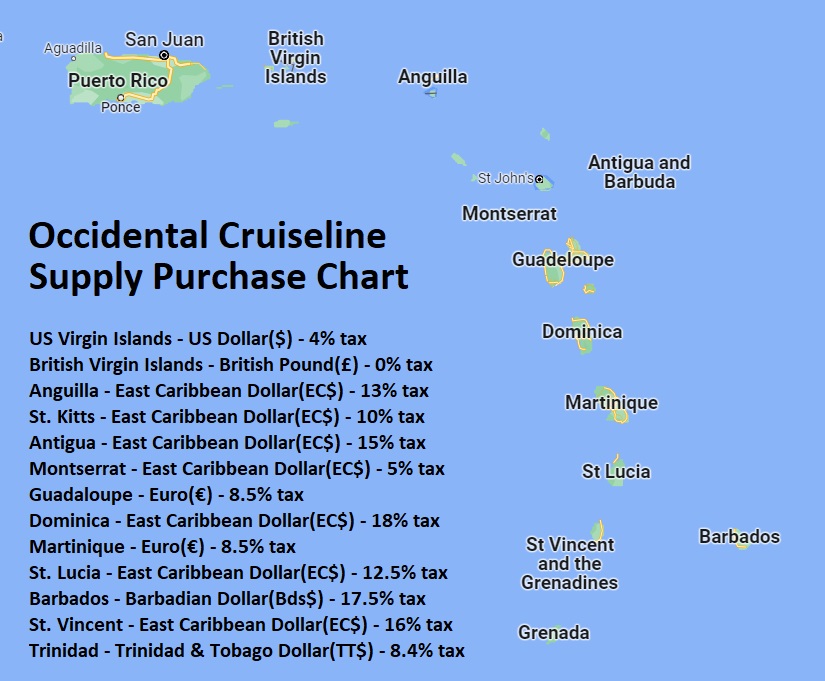 San Juan
Aguadilla
Puerto Rico
Ponce
British
Virgin
Islands
Anguilla
Antigua and
Barbuda
St John's
Montserrat
Guadeloupe
Dominica
Martinique
St Lucia
Barbados
St Vincent
and the
Grenadines
Grenada
Occidental Cruiseline
Supply Purchase Chart
US Virgin Islands - US Dollar($) - 4% tax
British Virgin Islands - British Pound(£) - 0% tax
Anguilla - East Caribbean Dollar(EC$) - 13% tax
St. Kitts - East Caribbean Dollar(EC$) - 10% tax
Antigua - East Caribbean Dollar(EC$) - 15% tax
Montserrat - East Caribbean Dollar(EC$) - 5% tax
Guadaloupe - Euro(€) - 8.5% tax
Dominica - East Caribbean Dollar(EC$) - 18% tax
Martinique - Euro(€) - 8.5% tax
St. Lucia - East Caribbean Dollar(EC$) - 12.5% tax
Barbados - Barbadian Dollar(Bds$) - 17.5% tax
St. Vincent - East Caribbean Dollar(EC$) - 16% tax
Trinidad - Trinidad & Tobago Dollar(TT$) - 8.4% tax